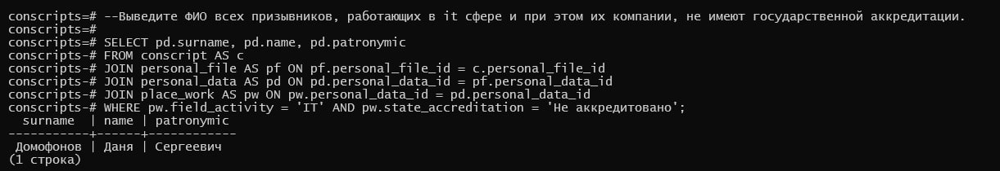 conscripts=# --Выведите ФИО всех призывников, работающих в it сфере и при этом их компании, не имеют государственной аккредитации.
conscripts=#
conscripts=# SELECT pd.surname, pd.name, pd.patronymic
conscripts-# FROM conscript AS c
conscripts-# JOIN personal_file AS pf ON pf.personal_file_id = c.personal_file_id
conscripts-# JOIN personal_data AS pd ON pd.personal_data_id = pf.personal_data_id
conscripts-# JOIN place_work AS pw ON pw.personal_data_id = pd.personal_data_id
conscripts-# WHERE pw.field_activity = 'IT' AND pw.state_accreditation = 'Не аккредитовано';
  surname  | name | patronymic
-----------+------+------------
 Домофонов | Даня | Сергеевич
(1 строка)